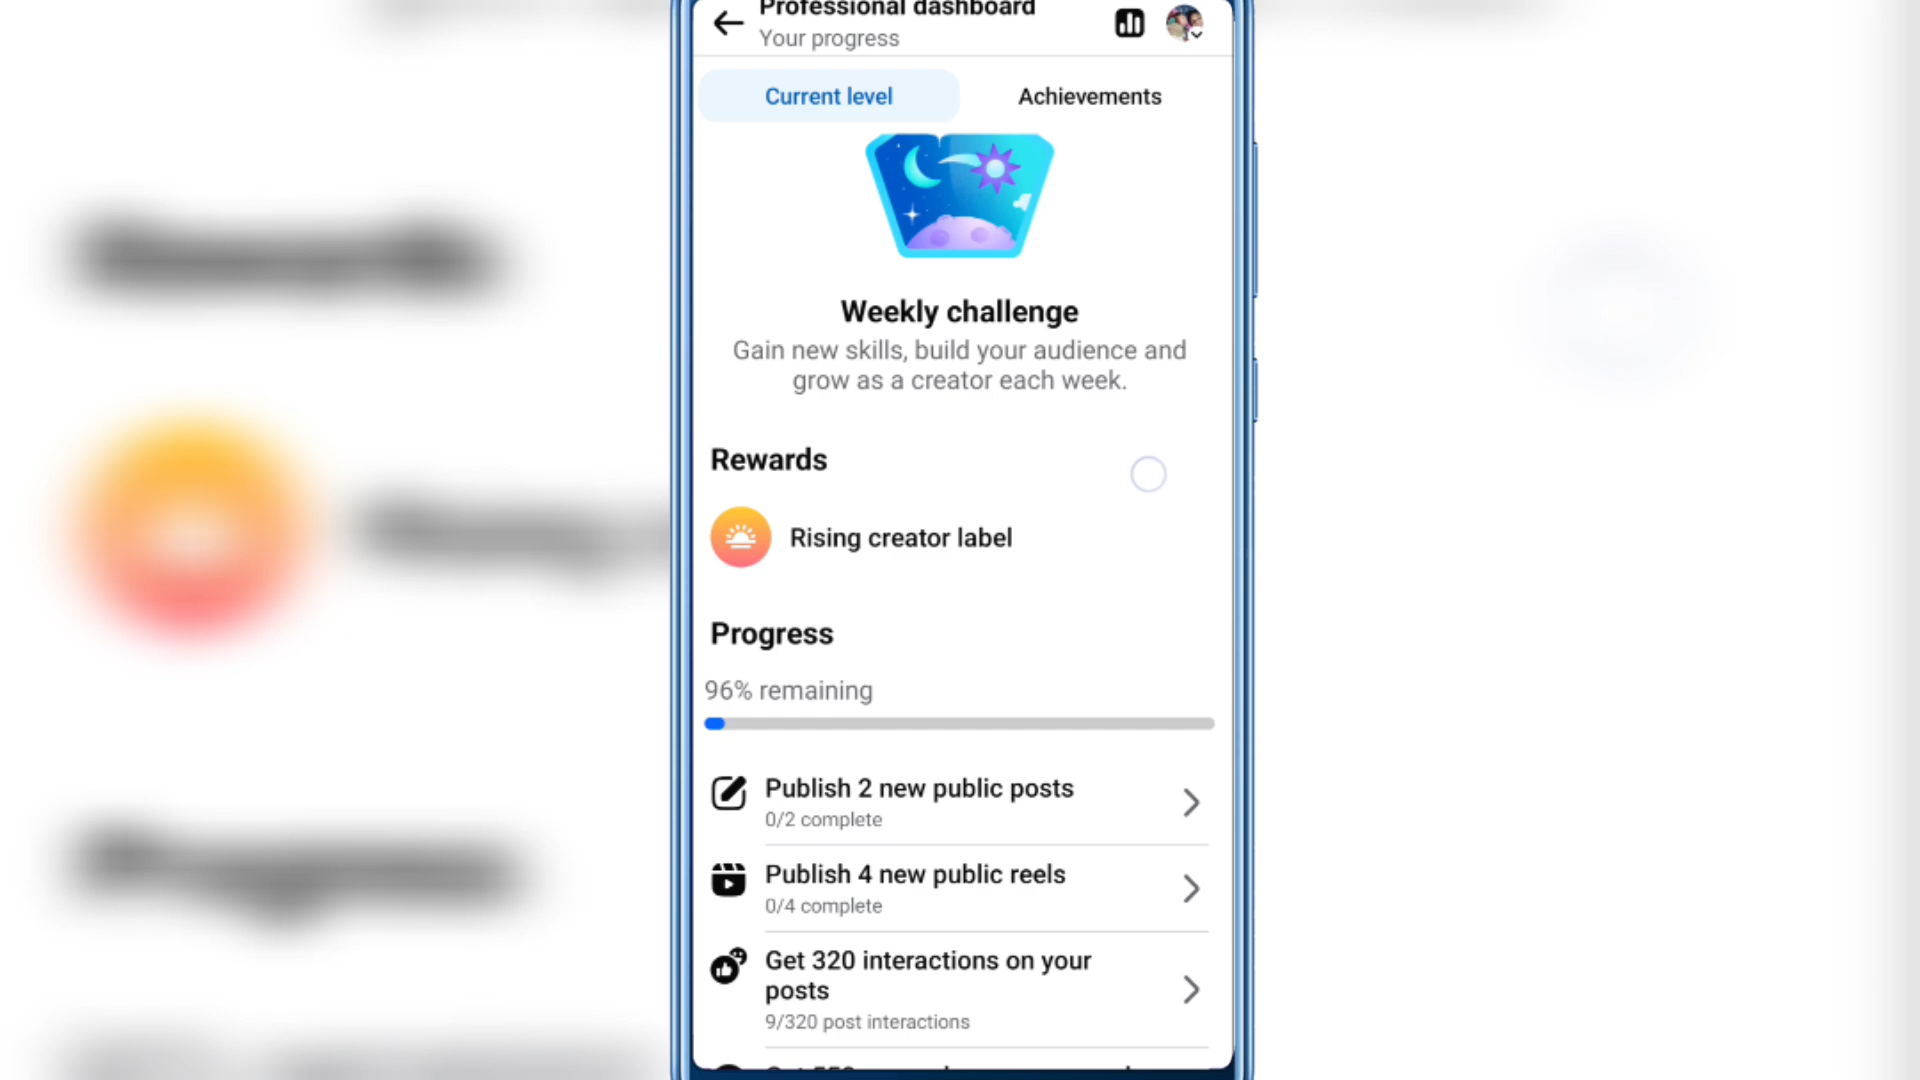 Professional dashboard
Your progress
Current level
Achievements
Weekly challenge
Gain new skills, build your audience and
grow as a creator each week.
Rewards
Rising creator label
Progress
96% remaining
Publish 2 new public posts
0/2 complete
Publish 4 new public reels
0/4 complete
Get 320 interactions on your
posts
9/320 post interactions